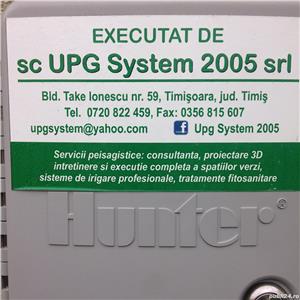 EXECUTAT DE
sc UPG System 2005 srl
Bld. Take Ionescu nr. 59, Timişoara, jud. Timiş
Tel. 0720 822 459, Fax: 0356 815 607
upgsystem@yahoo.com f Upg System 2005
Servicii peisagistice: consultanta, proiectare 3D
intretinere si executie completa a spatiilor verzi,
sisteme de irigare profesionale, tratamente fitosanitare
Hunter®
publi24.ro